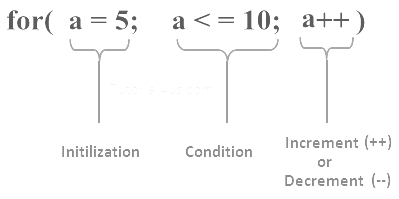 for( a = 5; a < = 10; a++ )
Initilization
Condition
Increment (++)
or
Decrement (--)